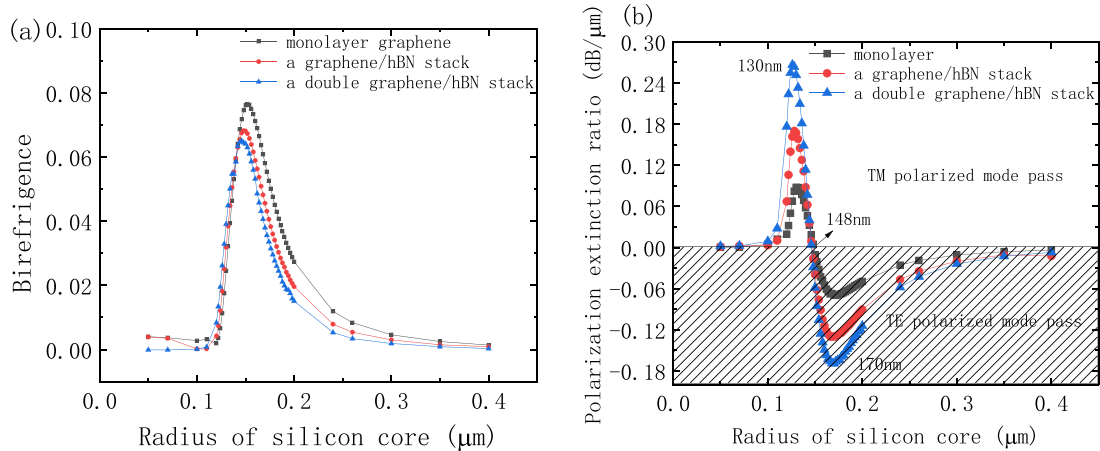 (a)
Birefrigence
0.10
0.08
0.06
0.04
0.02
0.00
monolayer graphene
a graphene/hBN stack
a double graphene/hBN stack
0.0
0.1
0.2
0.3
0.4
Radius of silicon core (μm)
(b)
Polarization extinction ratio (dB/μm)
0.30
0.24
0.18
0.12
0.06
0.00
−0.06
−0.12
−0.18
130nm
monolayer
a graphene/hBN stack
a double graphene/hBN stack
TM polarized mode pass
148nm
TE polarized mode pass
170nm
0.0
0.1
0.2
0.3
0.4
Radius of silicon core (μm)